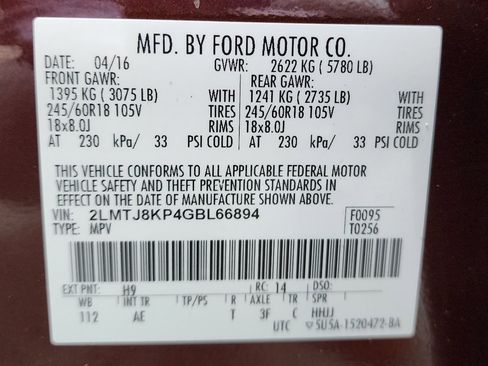 MFD. BY FORD MOTOR CO.
DATE: 04/16 GVWR: 2622 KG ( 5780 LB)
FRONT GAWR: REAR GAWR:
1395 KG ( 3075 LB) WITH 1241 KG ( 2735 LB) WITH
245/60R18 105V TIRES 245/60R18 105V TIRES
18x8.0J RIMS 18x8.0J RIMS
AT 230 kPa/ 33 PSI COLD AT 230 kPa/ 33 PSI COLD
THIS VEHICLE CONFORMS TO ALL APPLICABLE FEDERAL MOTOR
VEHICLE SAFETY AND THEFT PREVENTION STANDARDS IN
EFFECT ON THE DATE OF MANUFACTURE SHOWN ABOVE.
VIN: 2LMTJ8KP4GBL66894 F0095
TYPE: MPV T0256
EXT PNT: H9 RC: 14 DSO:
WB INT TR TP/PS R AXLE TR SPR
112 AE T 3F C HHJJ
UTC 5U5A-1520472-BA